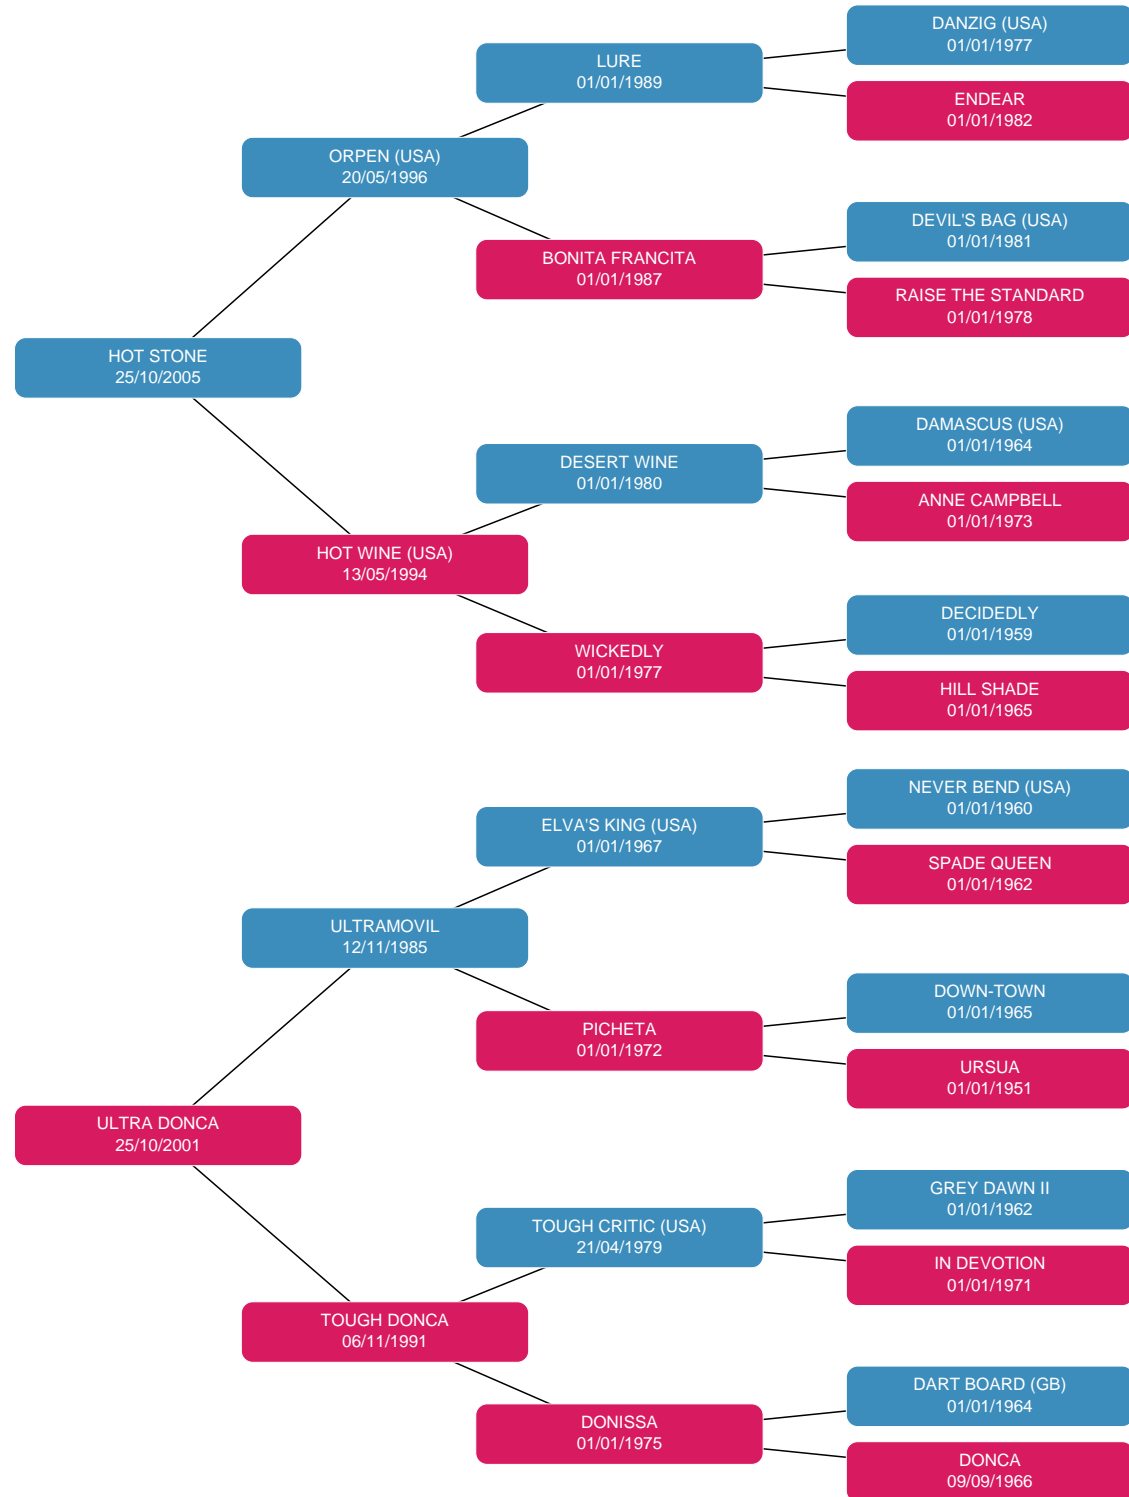 DANZIG (USA)
01/01/1977
LURE
01/01/1989
ENDEAR
01/01/1982
ORPEN (USA)
20/05/1996
DEVIL'S BAG (USA)
01/01/1981
BONITA FRANCITA
01/01/1987
RAISE THE STANDARD
01/01/1978
HOT STONE
25/10/2005
DAMASCUS (USA)
01/01/1964
DESERT WINE
01/01/1980
ANNE CAMPBELL
01/01/1973
HOT WINE (USA)
13/05/1994
DECIDEDLY
01/01/1959
WICKEDLY
01/01/1977
HILL SHADE
01/01/1965
NEVER BEND (USA)
01/01/1960
ELVA'S KING (USA)
01/01/1967
SPADE QUEEN
01/01/1962
ULTRAMOVIL
12/11/1985
DOWN-TOWN
01/01/1965
PICHETA
01/01/1972
URSUA
01/01/1951
ULTRA DONCA
25/10/2001
GREY DAWN II
01/01/1962
TOUGH CRITIC (USA)
21/04/1979
IN DEVOTION
01/01/1971
TOUGH DONCA
06/11/1991
DART BOARD (GB)
01/01/1964
DONISSA
01/01/1975
DONCA
09/09/1966